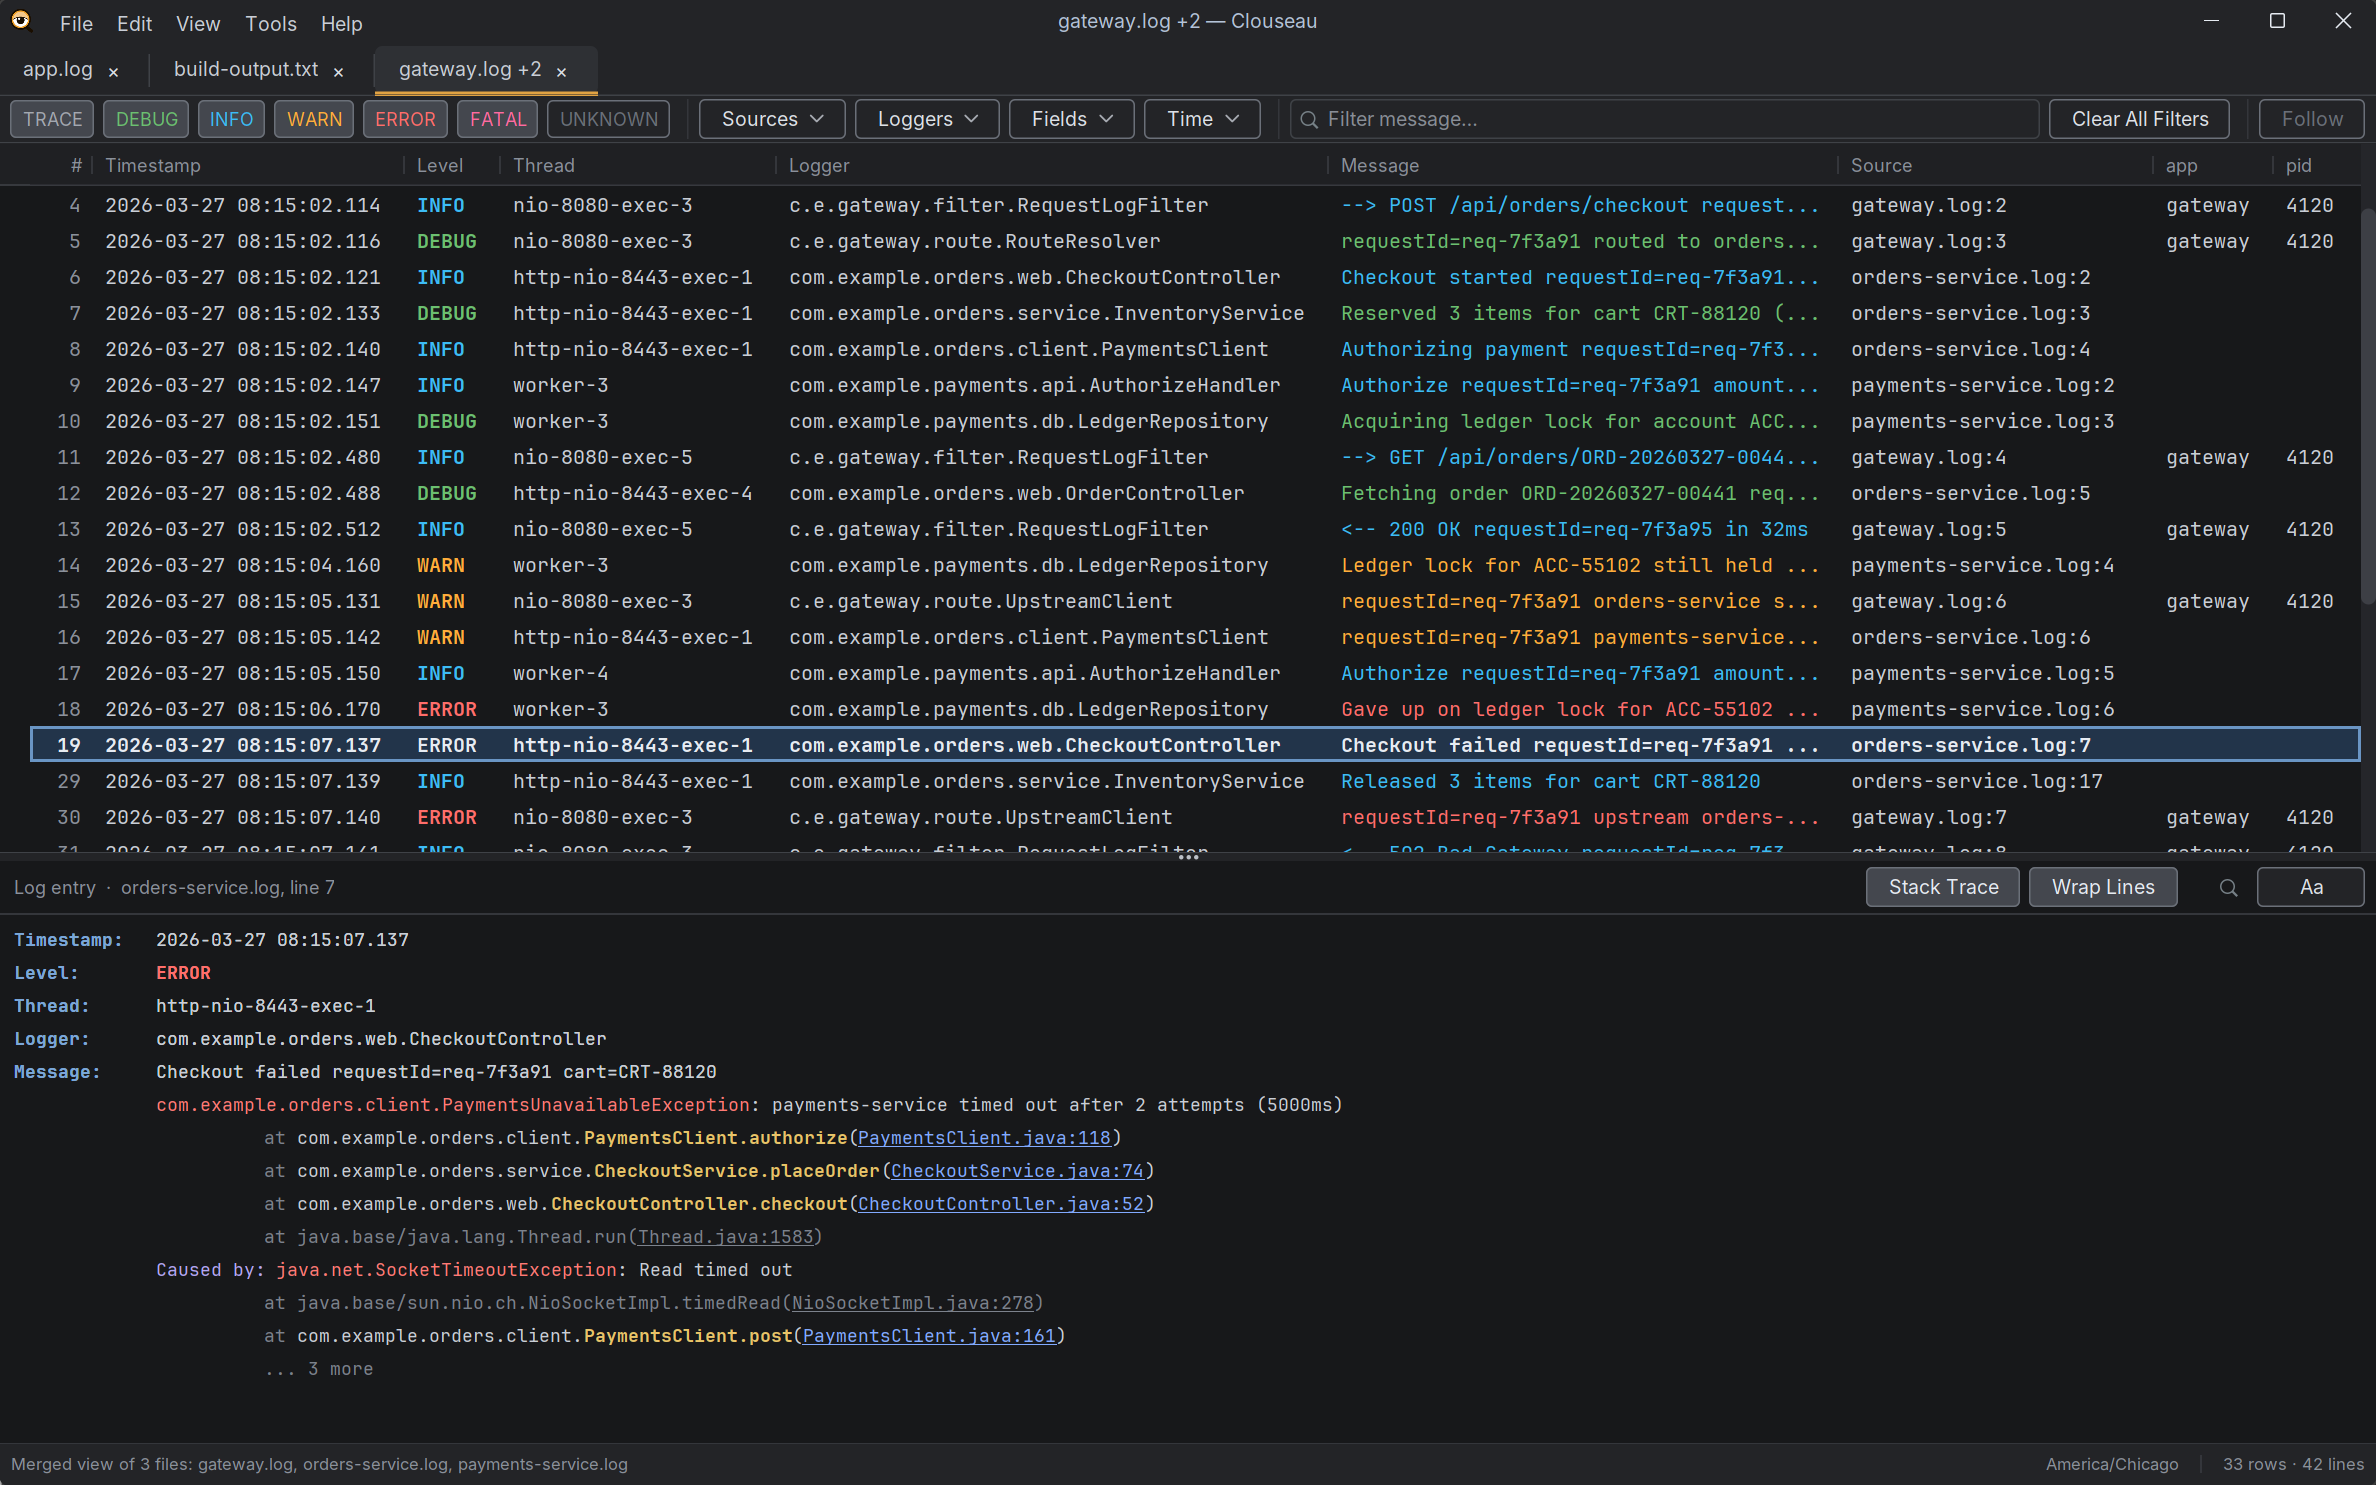 File Edit View Tools Help
gateway.log +2 — Clouseau
app.log × build-output.txt × gateway.log +2 ×
TRACE DEBUG INFO WARN ERROR FATAL UNKNOWN Sources Loggers Fields Time Filter message... Clear All Filters Follow
# Timestamp Level Thread Logger Message Source app pid
4 2026-03-27 08:15:02.114 INFO nio-8080-exec-3 c.e.gateway.filter.RequestLogFilter --> POST /api/orders/checkout request... gateway.log:2 gateway 4120
5 2026-03-27 08:15:02.116 DEBUG nio-8080-exec-3 c.e.gateway.route.RouteResolver requestId=req-7f3a91 routed to orders... gateway.log:3 gateway 4120
6 2026-03-27 08:15:02.121 INFO http-nio-8443-exec-1 com.example.orders.web.CheckoutController Checkout started requestId=req-7f3a91... orders-service.log:2
7 2026-03-27 08:15:02.133 DEBUG http-nio-8443-exec-1 com.example.orders.service.InventoryService Reserved 3 items for cart CRT-88120 (... orders-service.log:3
8 2026-03-27 08:15:02.140 INFO http-nio-8443-exec-1 com.example.orders.client.PaymentsClient Authorizing payment requestId=req-7f3... orders-service.log:4
9 2026-03-27 08:15:02.147 INFO worker-3 com.example.payments.api.AuthorizeHandler Authorize requestId=req-7f3a91 amount... payments-service.log:2
10 2026-03-27 08:15:02.151 DEBUG worker-3 com.example.payments.db.LedgerRepository Acquiring ledger lock for account ACC... payments-service.log:3
11 2026-03-27 08:15:02.480 INFO nio-8080-exec-5 c.e.gateway.filter.RequestLogFilter --> GET /api/orders/ORD-20260327-0044... gateway.log:4 gateway 4120
12 2026-03-27 08:15:02.488 DEBUG http-nio-8443-exec-4 com.example.orders.web.OrderController Fetching order ORD-20260327-00441 req... orders-service.log:5
13 2026-03-27 08:15:02.512 INFO nio-8080-exec-5 c.e.gateway.filter.RequestLogFilter <-- 200 OK requestId=req-7f3a95 in 32ms gateway.log:5 gateway 4120
14 2026-03-27 08:15:04.160 WARN worker-3 com.example.payments.db.LedgerRepository Ledger lock for ACC-55102 still held ... payments-service.log:4
15 2026-03-27 08:15:05.131 WARN nio-8080-exec-3 c.e.gateway.route.UpstreamClient requestId=req-7f3a91 orders-service s... gateway.log:6 gateway 4120
16 2026-03-27 08:15:05.142 WARN http-nio-8443-exec-1 com.example.orders.client.PaymentsClient requestId=req-7f3a91 payments-service... orders-service.log:6
17 2026-03-27 08:15:05.150 INFO worker-4 com.example.payments.api.AuthorizeHandler Authorize requestId=req-7f3a91 amount... payments-service.log:5
18 2026-03-27 08:15:06.170 ERROR worker-3 com.example.payments.db.LedgerRepository Gave up on ledger lock for ACC-55102 ... payments-service.log:6
19 2026-03-27 08:15:07.137 ERROR http-nio-8443-exec-1 com.example.orders.web.CheckoutController Checkout failed requestId=req-7f3a91 ... orders-service.log:7
29 2026-03-27 08:15:07.139 INFO http-nio-8443-exec-1 com.example.orders.service.InventoryService Released 3 items for cart CRT-88120 orders-service.log:17
30 2026-03-27 08:15:07.140 ERROR nio-8080-exec-3 c.e.gateway.route.UpstreamClient requestId=req-7f3a91 upstream orders-... gateway.log:7 gateway 4120
31 2026-03-27 08:15:07.141 INFO nio-8080-exec-3 c.e.gateway.filter.RequestLogFilter <-- 502 Bad Gateway requestId=req-7f3... gateway.log:8 gateway 4120
Log entry · orders-service.log, line 7 Stack Trace Wrap Lines Aa
Timestamp: 2026-03-27 08:15:07.137
Level: ERROR
Thread: http-nio-8443-exec-1
Logger: com.example.orders.web.CheckoutController
Message: Checkout failed requestId=req-7f3a91 cart=CRT-88120
com.example.orders.client.PaymentsUnavailableException: payments-service timed out after 2 attempts (5000ms)
at com.example.orders.client.PaymentsClient.authorize(PaymentsClient.java:118)
at com.example.orders.service.CheckoutService.placeOrder(CheckoutService.java:74)
at com.example.orders.web.CheckoutController.checkout(CheckoutController.java:52)
at java.base/java.lang.Thread.run(Thread.java:1583)
Caused by: java.net.SocketTimeoutException: Read timed out
at java.base/sun.nio.ch.NioSocketImpl.timedRead(NioSocketImpl.java:278)
at com.example.orders.client.PaymentsClient.post(PaymentsClient.java:161)
... 3 more
Merged view of 3 files: gateway.log, orders-service.log, payments-service.log America/Chicago 33 rows · 42 lines